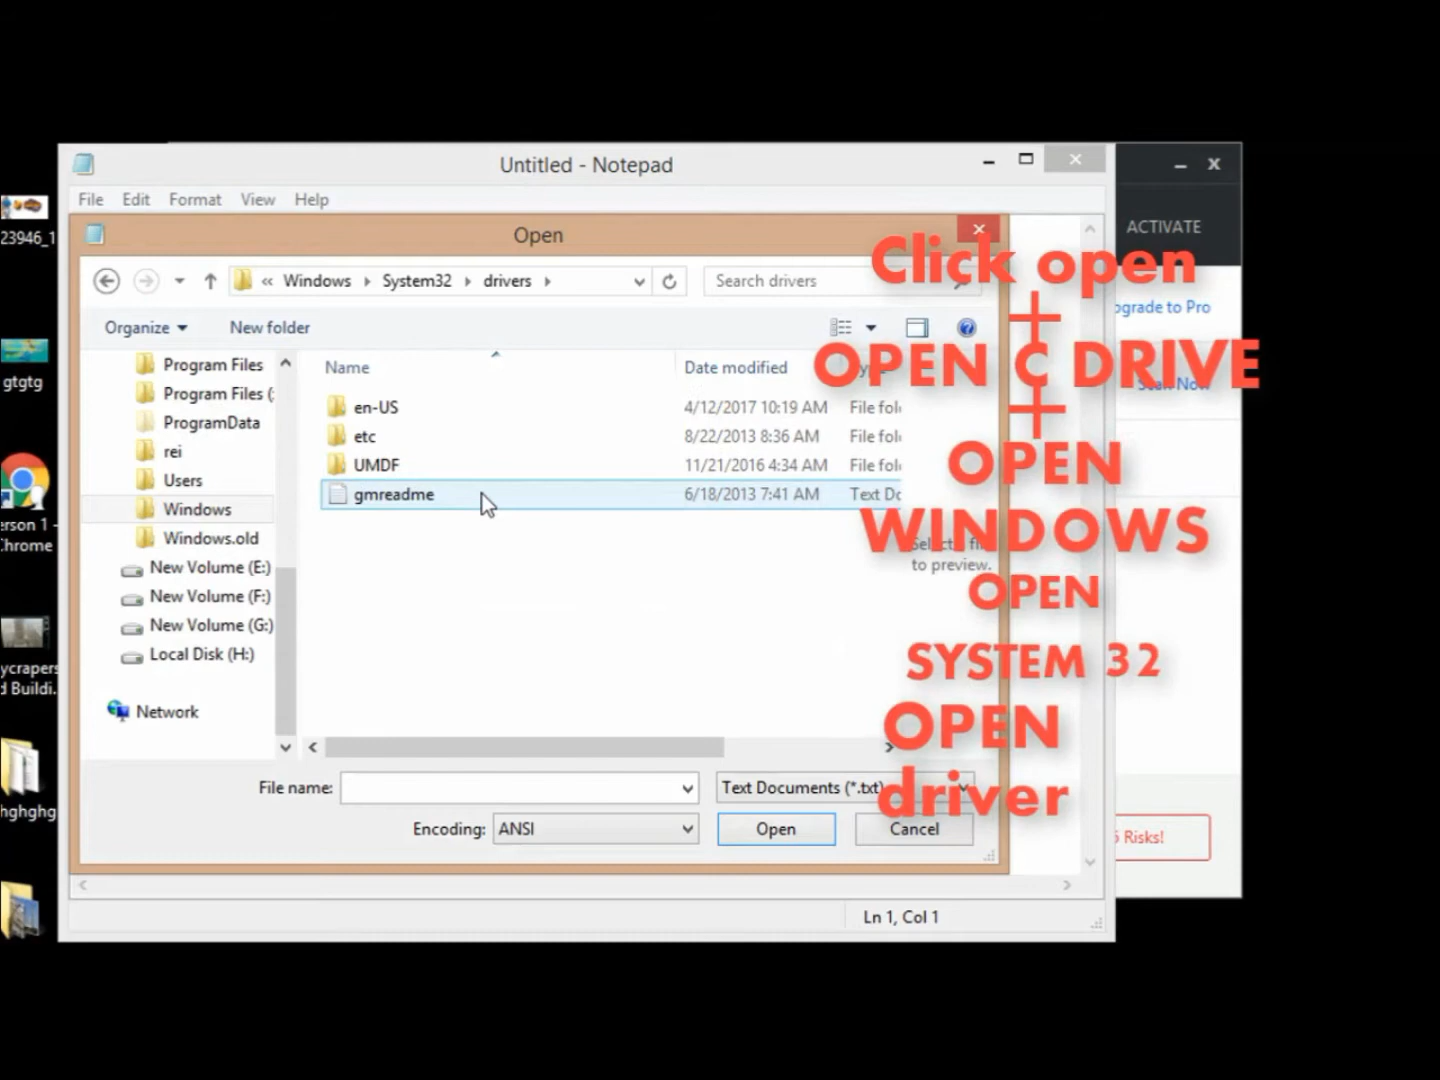 Untitled - Notepad
File Edit Format View Help
ACTIVATE
23946_1
Open
Click open
+
« Windows System32 drivers
Search drivers
pgrade to Pro
Organize
New folder
OPEN C DRIVE
Scan Now
+
Name
Date modified
Program Files
Program Files (
ProgramData
rei
Users
Windows
Windows.old
New Volume (E:)
New Volume (F:)
New Volume (G:)
Local Disk (H:)
Network
en-US 4/12/2017 10:19 AM File fol
etc 8/22/2013 8:36 AM File fol
UMDF 11/21/2016 4:34 AM File fol
gmreadme 6/18/2013 7:41 AM Text Do
OPEN
WINDOWS
to preview.
OPEN
SYSTEM 32
OPEN
driver
gtgtg
erson 1 -
Chrome
ycrapers
d Buildi...
hghghg
File name:
Text Documents (*.txt)
Encoding: ANSI
Open
Cancel
Risks!
Ln 1, Col 1